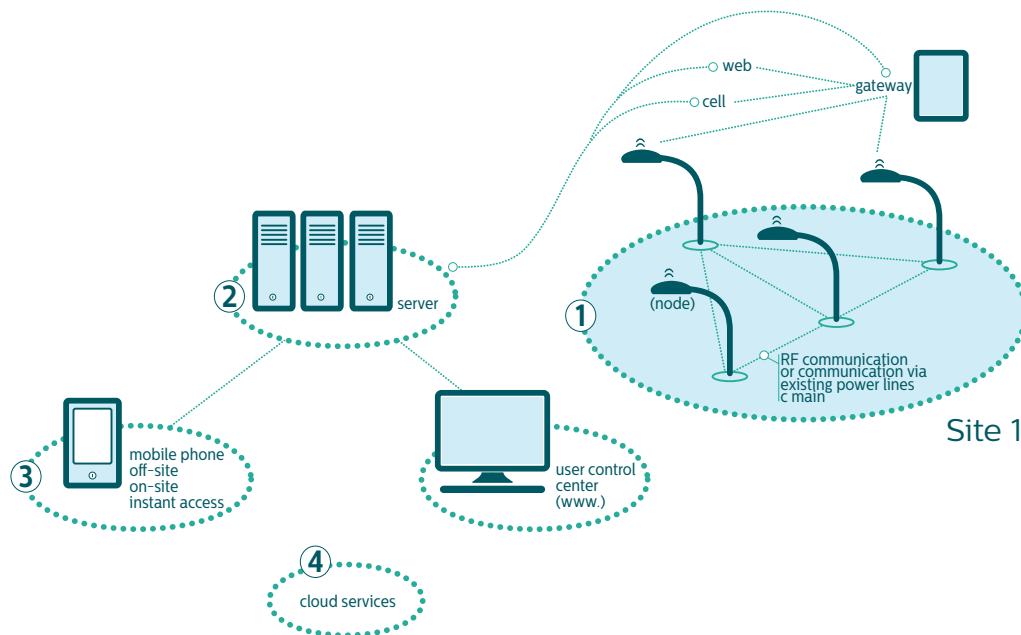 web
gateway
cell
2
server
1
(node)
RF communication
or communication via
existing power lines
c main
Site 1
3
mobile phone
off-site
on-site
instant access
user control
center
(www.)
4
cloud services